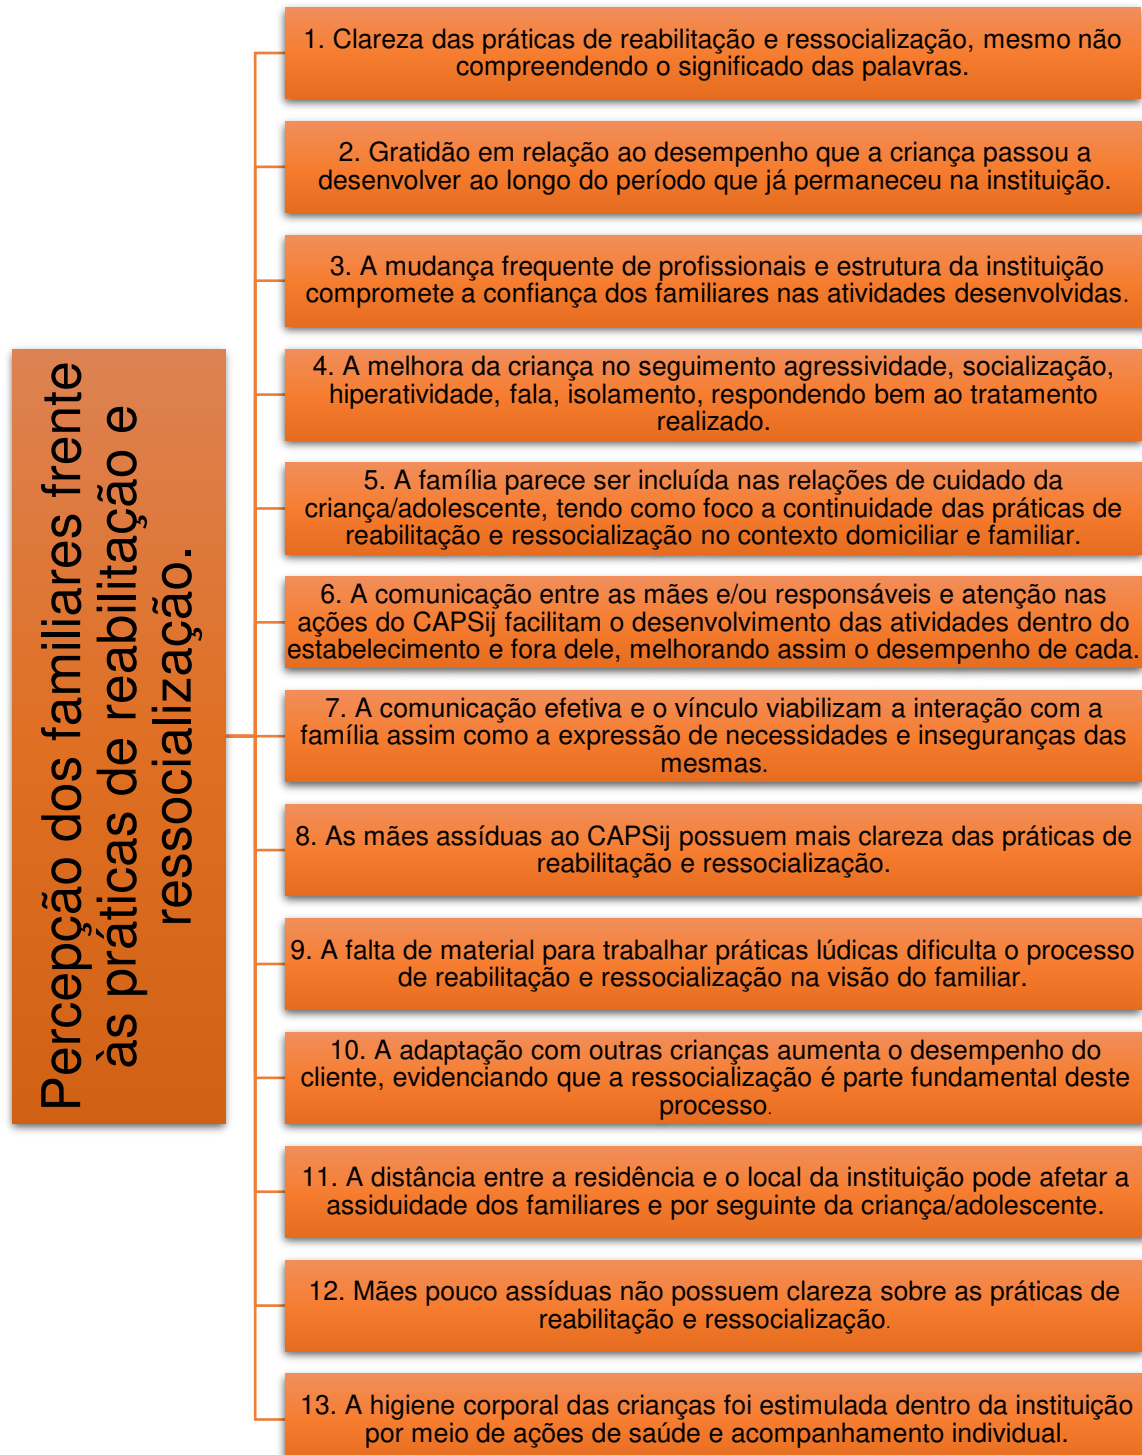 Percepção dos familiares frente
às práticas de reabilitação e
ressocialização.
1. Clareza das práticas de reabilitação e ressocialização, mesmo não
compreendendo o significado das palavras.
2. Gratidão em relação ao desempenho que a criança passou a
desenvolver ao longo do período que já permaneceu na instituição.
3. A mudança frequente de profissionais e estrutura da instituição
compromete a confiança dos familiares nas atividades desenvolvidas.
4. A melhora da criança no seguimento agressividade, socialização,
hiperatividade, fala, isolamento, respondendo bem ao tratamento
realizado.
5. A família parece ser incluída nas relações de cuidado da
criança/adolescente, tendo como foco a continuidade das práticas de
reabilitação e ressocialização no contexto domiciliar e familiar.
6. A comunicação entre as mães e/ou responsáveis e atenção nas
ações do CAPSij facilitam o desenvolvimento das atividades dentro do
estabelecimento e fora dele, melhorando assim o desempenho de cada.
7. A comunicação efetiva e o vínculo viabilizam a interação com a
família assim como a expressão de necessidades e inseguranças das
mesmas.
8. As mães assíduas ao CAPSij possuem mais clareza das práticas de
reabilitação e ressocialização.
9. A falta de material para trabalhar práticas lúdicas dificulta o processo
de reabilitação e ressocialização na visão do familiar.
10. A adaptação com outras crianças aumenta o desempenho do
cliente, evidenciando que a ressocialização é parte fundamental deste
processo.
11. A distância entre a residência e o local da instituição pode afetar a
assiduidade dos familiares e por seguinte da criança/adolescente.
12. Mães pouco assíduas não possuem clareza sobre as práticas de
reabilitação e ressocialização.
13. A higiene corporal das crianças foi estimulada dentro da instituição
por meio de ações de saúde e acompanhamento individual.